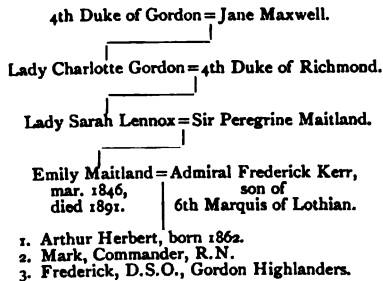 4th Duke of Gordon=Jane Maxwell.
Lady Charlotte Gordon=4th Duke of Richmond.
Lady Sarah Lennox=Sir Peregrine Maitland.
Emily Maitland=Admiral Frederick Kerr,
mar. 1846, son of
died 1891. 6th Marquis of Lothian.
1. Arthur Herbert, born 1862.
2. Mark, Commander, R.N.
3. Frederick, D.S.O., Gordon Highlanders.